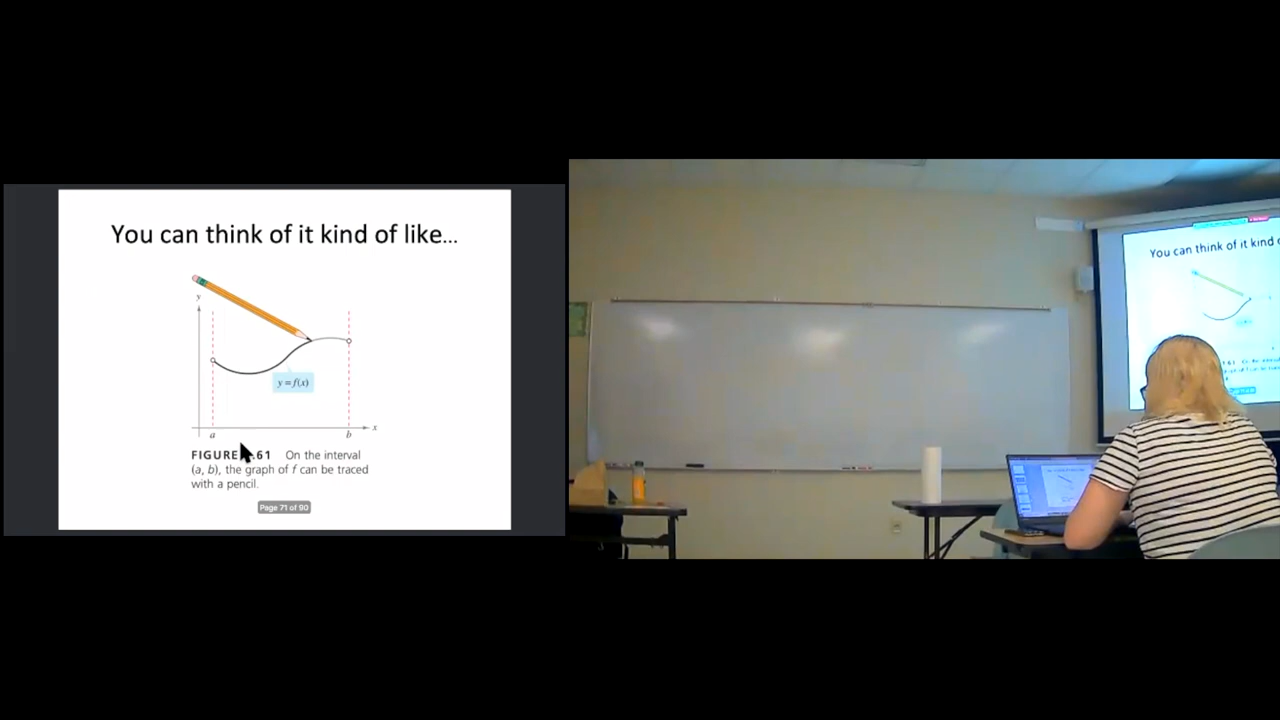 You can think of it kind of like...
y
y = f(x)
a
b
x
FIGURE .61 On the interval
(a, b), the graph of f can be traced
with a pencil.
Page 71 of 90
You can think of it kind